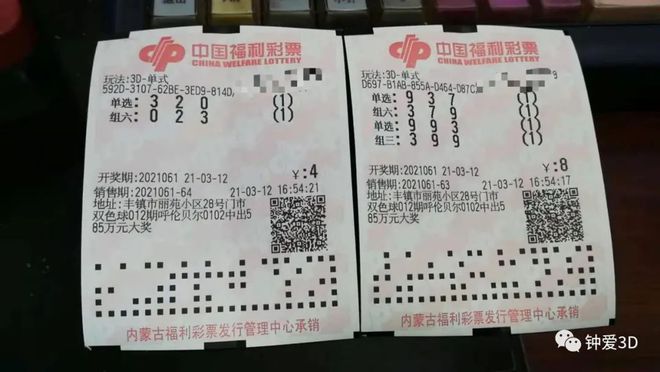 中国福利彩票
CHINA WELFARE LOTTERY
玩法:3D-单式
592D-3107-62BE-3ED9-814D
单选: 3 2 0 (1)
组六: 0 2 3 (1)
开奖期:2021061 21-03-12 ¥:4
销售期:2021061-64 21-03-12 16:54:21
地址:丰镇市丽苑小区28号门市
双色球012期呼伦贝尔0102中出5
85万元大奖
内蒙古福利彩票发行管理中心承销
中国福利彩票
CHINA WELFARE LOTTERY
玩法:3D-单式
D697-B1AB-855A-D464-D87C
单选: 9 3 7 (1)
组六: 3 7 9 (1)
单选: 9 9 3 (1)
组三: 3 9 9 (1)
开奖期:2021061 21-03-12 ¥:8
销售期:2021061-63 21-03-12 16:54:17
地址:丰镇市丽苑小区28号门市
双色球012期呼伦贝尔0102中出5
85万元大奖
内蒙古福利彩票发行管理中心承销
钟爱3D